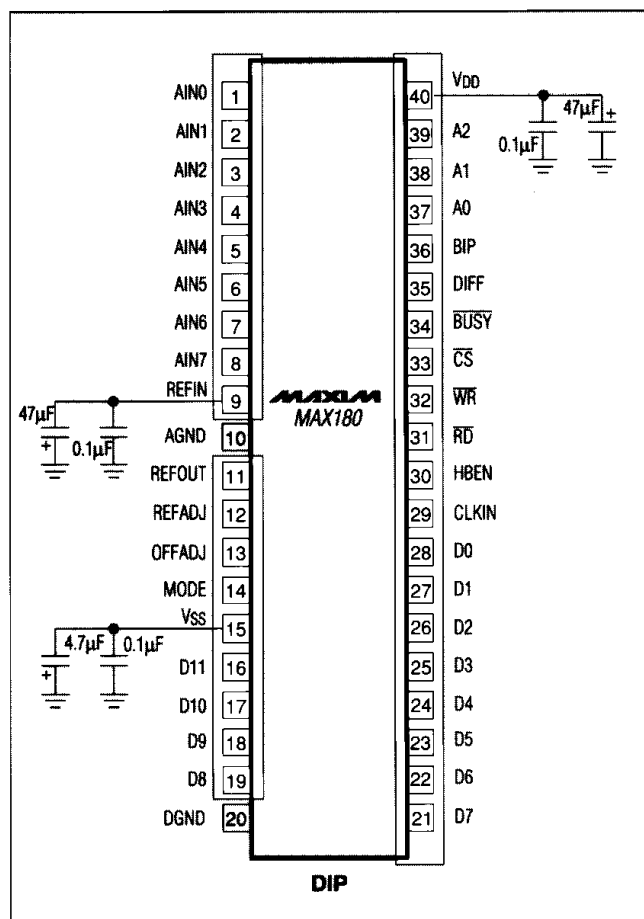 AIN0 1
AIN1 2
AIN2 3
AIN3 4
AIN4 5
AIN5 6
AIN6 7
AIN7 8
REFIN 9
47µF + 0.1µF
AGND 10
REFOUT 11
REFADJ 12
OFFADJ 13
MODE 14
VSS 15
4.7µF + 0.1µF
D11 16
D10 17
D9 18
D8 19
DGND 20
MAXIM
MAX180
40 VDD
0.1µF 47µF +
39 A2
38 A1
37 A0
36 BIP
35 DIFF
34 B̅U̅S̅Y̅
33 C̅S̅
32 W̅R̅
31 R̅D̅
30 HBEN
29 CLKIN
28 D0
27 D1
26 D2
25 D3
24 D4
23 D5
22 D6
21 D7
DIP